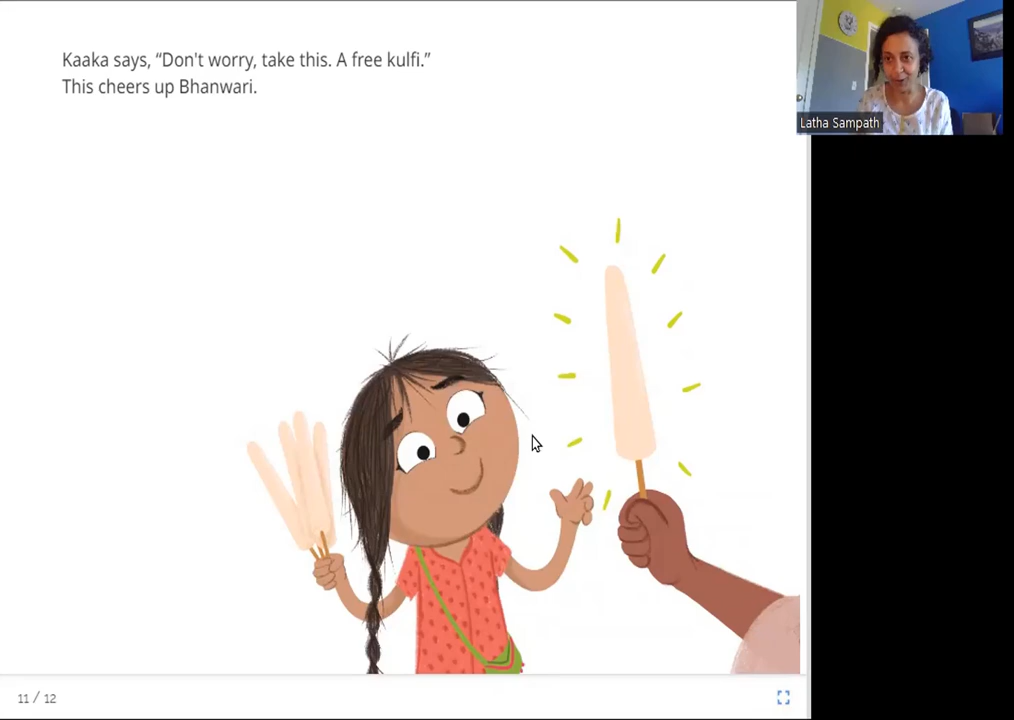 Kaaka says, “Don't worry, take this. A free kulfi.”
This cheers up Bhanwari.
Latha Sampath
11 / 12